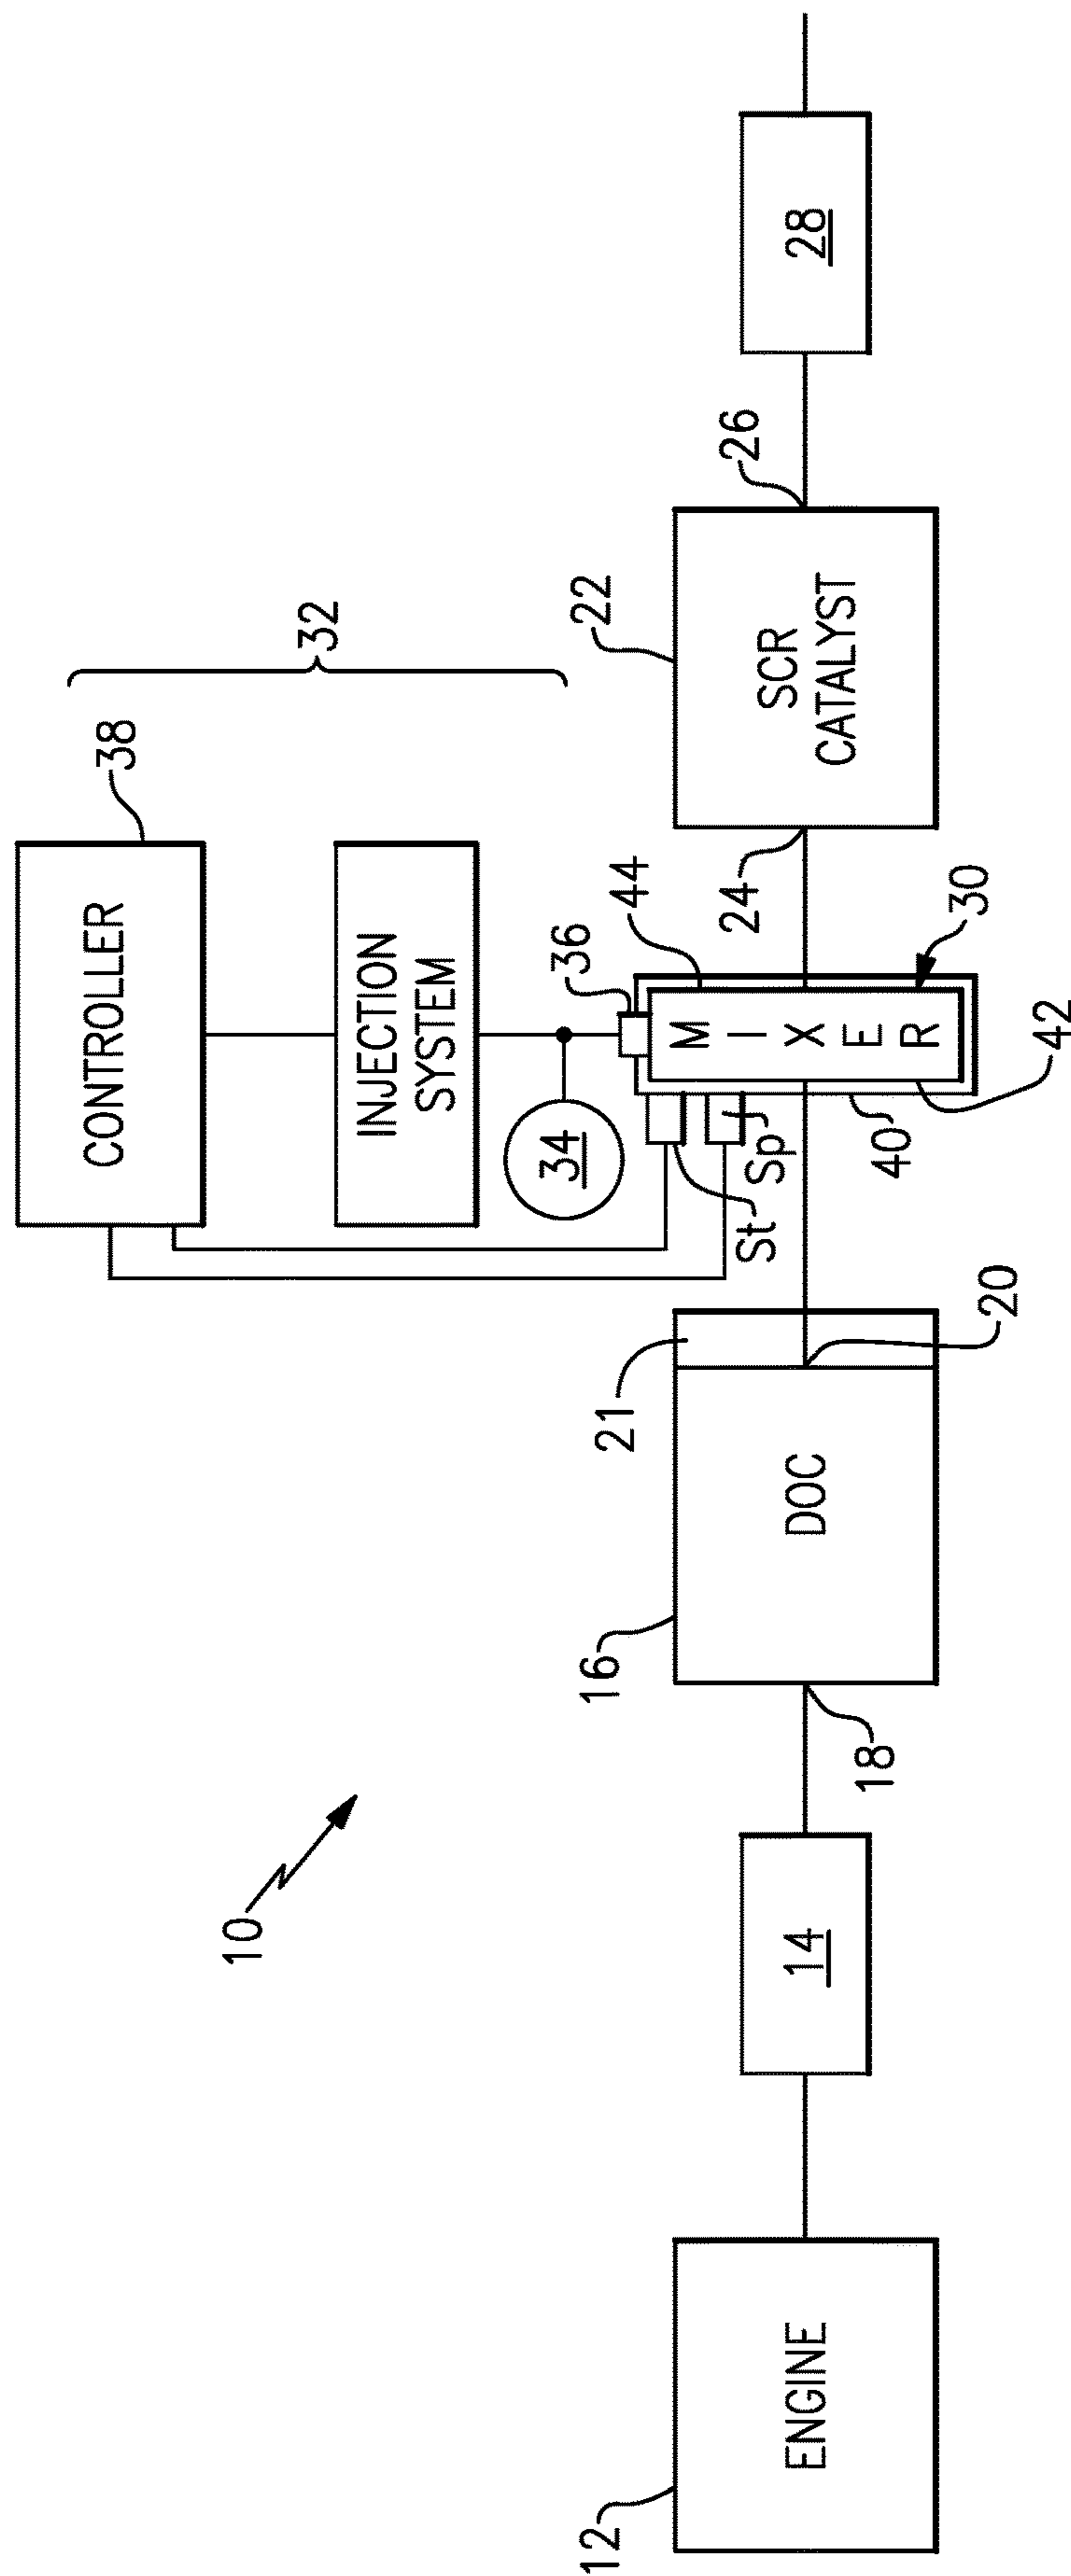 10
12
ENGINE
14
16
18
DOC
20
21
CONTROLLER
38
INJECTION
SYSTEM
32
34
36
St
Sp
40
42
44
MIXER
30
22
24
SCR
CATALYST
26
28